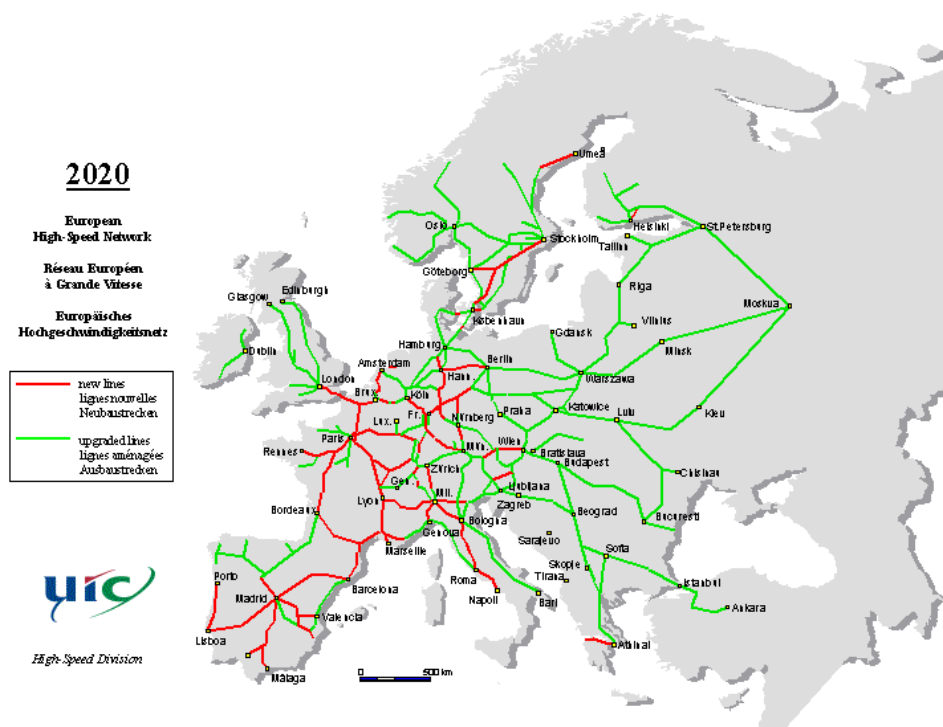 2020
European
High-Speed Network
Réseau Européen
à Grande Vitesse
Europäisches
Hochgeschwindigkeitsnetz
new lines
lignes nouvelles
Neubaustrecken
upgraded lines
lignes aménagées
Ausbaustrecken
UIC
High-Speed Division
Umeå
Oslo
Helsinki
St.Petersburg
Stockholm
Tallinn
Göteborg
Riga
Moskva
Edinburgh
Glasgow
København
Vilnius
Gdansk
Dublin
Hamburg
Minsk
Amsterdam
Berlin
London
Hann.
Warszawa
Brux.
Köln
Katowice
Lviv
Kiev
Fr.
Nürnberg
Praha
Lux.
Paris
Rennes
Mün.
Wien
Bratislava
Budapest
Zürich
Chisinau
Gen.
Ljubljana
Lyon
Mil.
Zagreb
Bordeaux
Bologna
Beograd
Bucuresti
Genova
Sarajevo
Marseille
Sofia
Skopje
Porto
Roma
Tirana
Istanbul
Madrid
Barcelona
Napoli
Bari
Ankara
Valencia
Lisboa
Athinai
Málaga
0 500 km